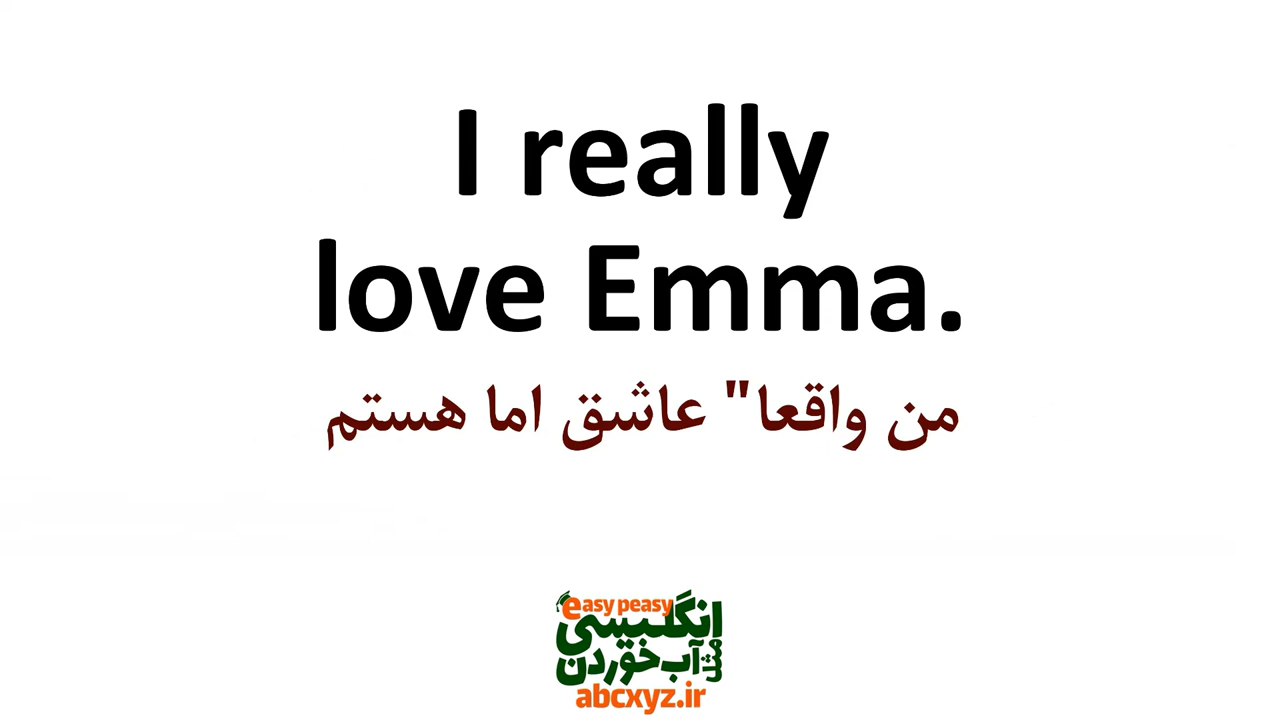 I really
love Emma.
من واقعا" عاشق اما هستم
easy peasy
انگلیسی
مثل آب خوردن
abcxyz.ir